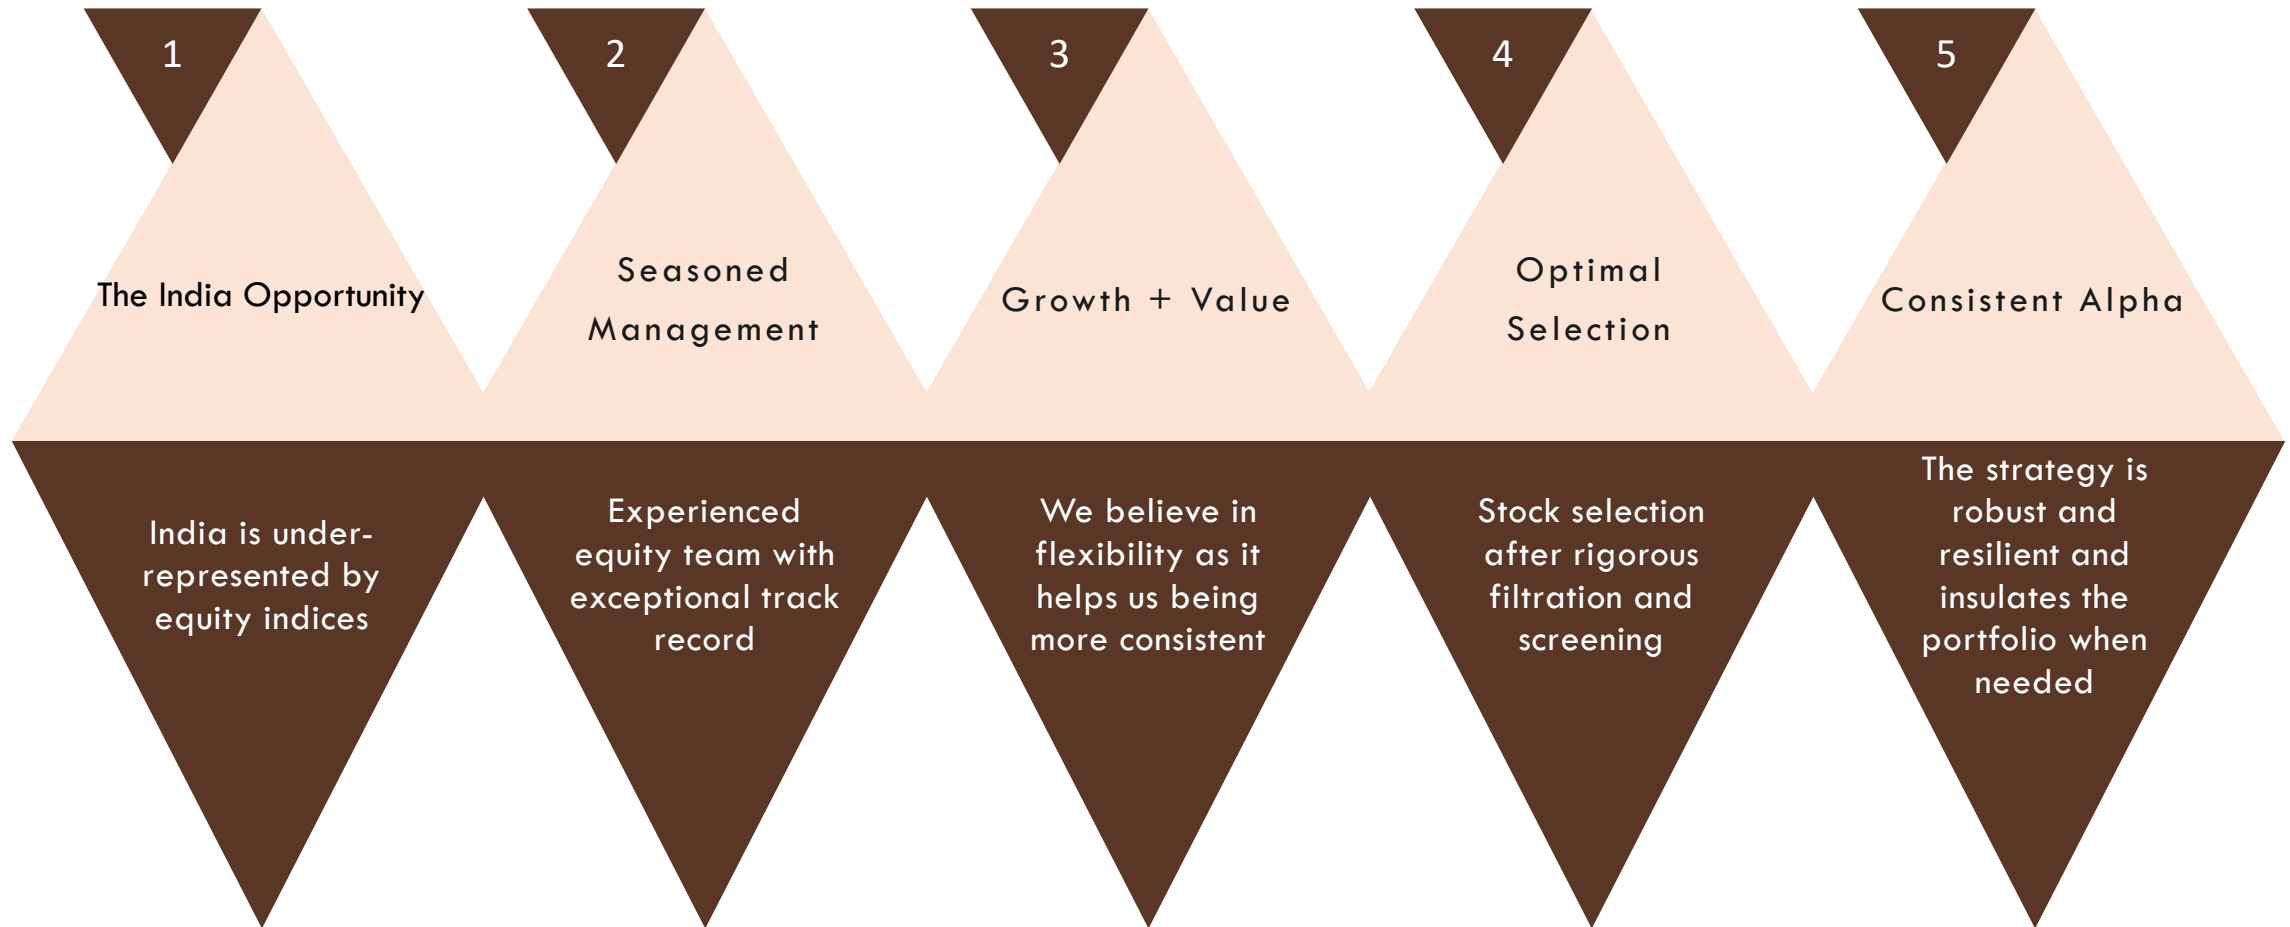 1
The India Opportunity
India is under-
represented by
equity indices
2
Seasoned
Management
Experienced
equity team with
exceptional track
record
3
Growth + Value
We believe in
flexibility as it
helps us being
more consistent
4
Optimal
Selection
Stock selection
after rigorous
filtration and
screening
5
Consistent Alpha
The strategy is
robust and
resilient and
insulates the
portfolio when
needed